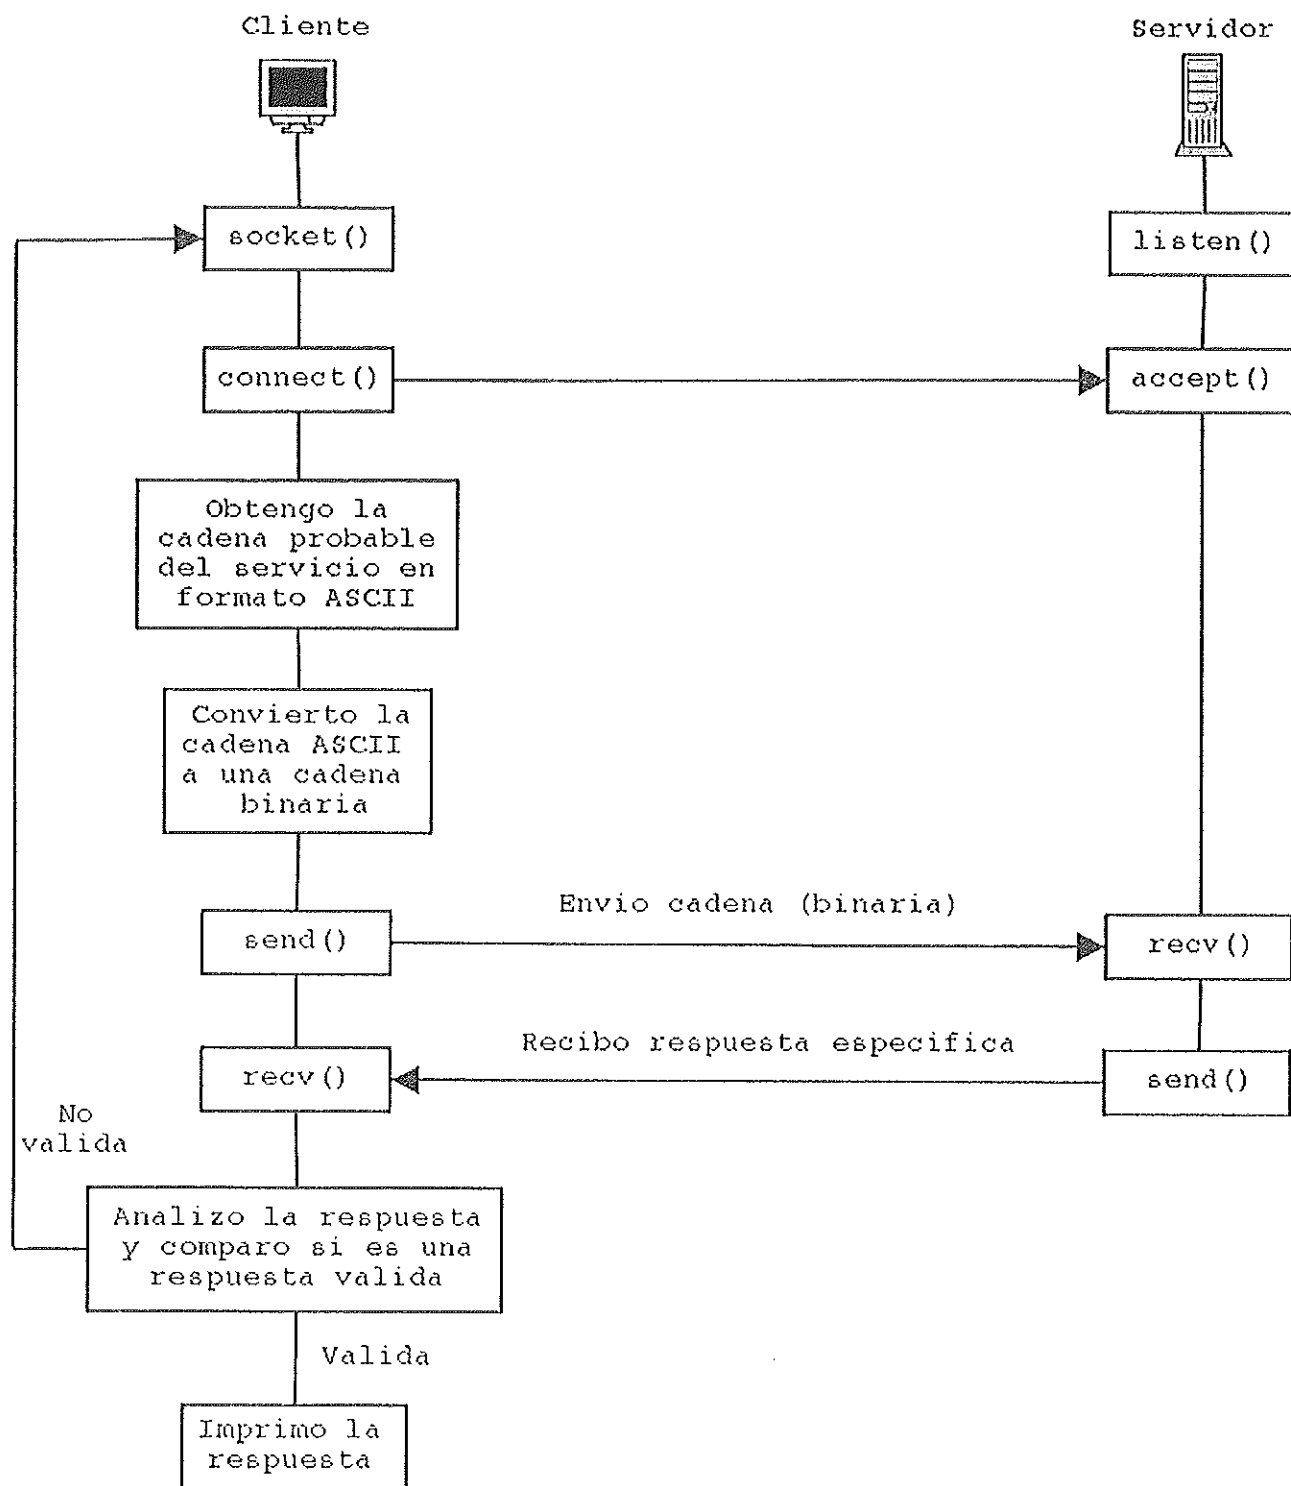 Cliente
Servidor
socket()
listen()
connect()
accept()
Obtengo la
cadena probable
del servicio en
formato ASCII
Convierto la
cadena ASCII
a una cadena
binaria
Envio cadena (binaria)
send()
recv()
Recibo respuesta especifica
recv()
send()
No
valida
Analizo la respuesta
y comparo si es una
respuesta valida
Valida
Imprimo la
respuesta